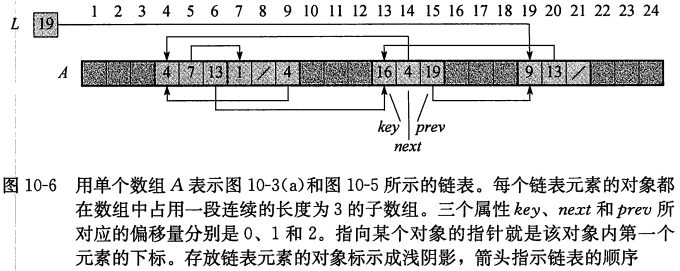 1 2 3 4 5 6 7 8 9 10 11 12 13 14 15 16 17 18 19 20 21 22 23 24
L 19
A 4 7 13 1 / 4 16 4 19 9 13 /
key prev
next
图 10-6 用单个数组 A 表示图 10-3(a)和图 10-5 所示的链表。每个链表元素的对象都
在数组中占用一段连续的长度为 3 的子数组。三个属性 key、next 和 prev 所
对应的偏移量分别是 0、1 和 2。指向某个对象的指针就是该对象内第一个
元素的下标。存放链表元素的对象标示成浅阴影，箭头指示链表的顺序